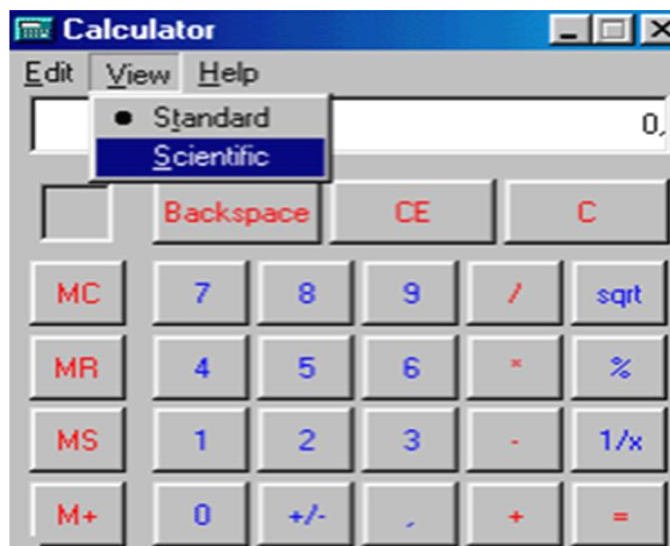 Calculator
Edit View Help
Standard
Scientific
0,
Backspace CE C
MC 7 8 9 / sqrt
MR 4 5 6 * %
MS 1 2 3 - 1/x
M+ 0 +/- , + =